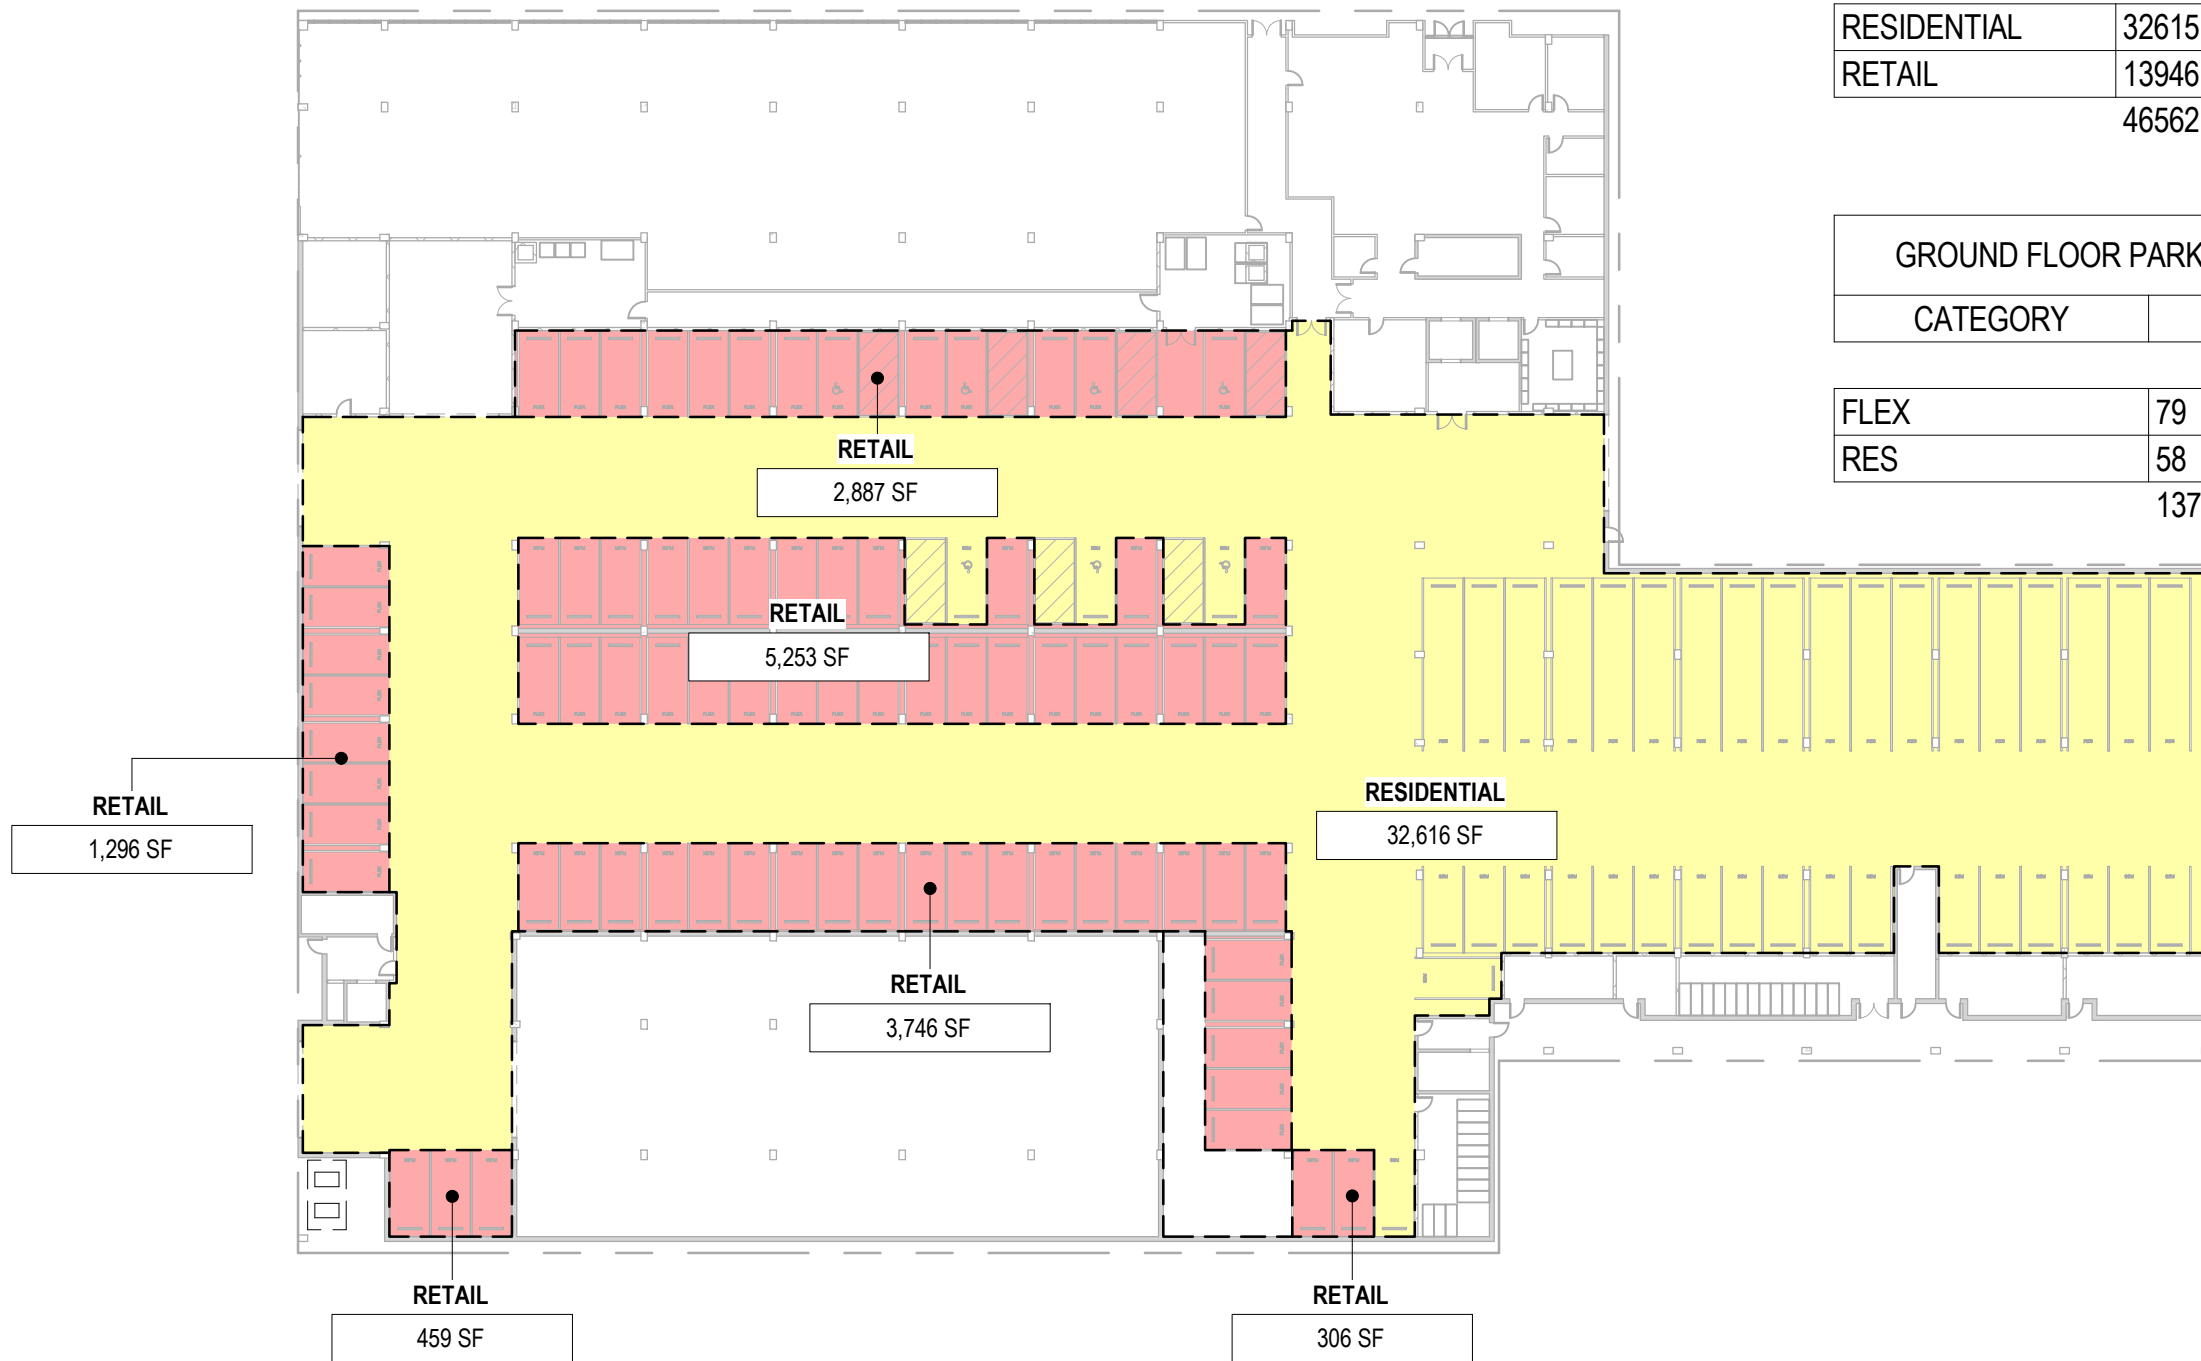 RESIDENTIAL 32615
RETAIL 13946
46562
GROUND FLOOR PARK
CATEGORY
FLEX 79
RES 58
137
RETAIL
2,887 SF
RETAIL
5,253 SF
RETAIL
1,296 SF
RESIDENTIAL
32,616 SF
RETAIL
3,746 SF
RETAIL
459 SF
RETAIL
306 SF